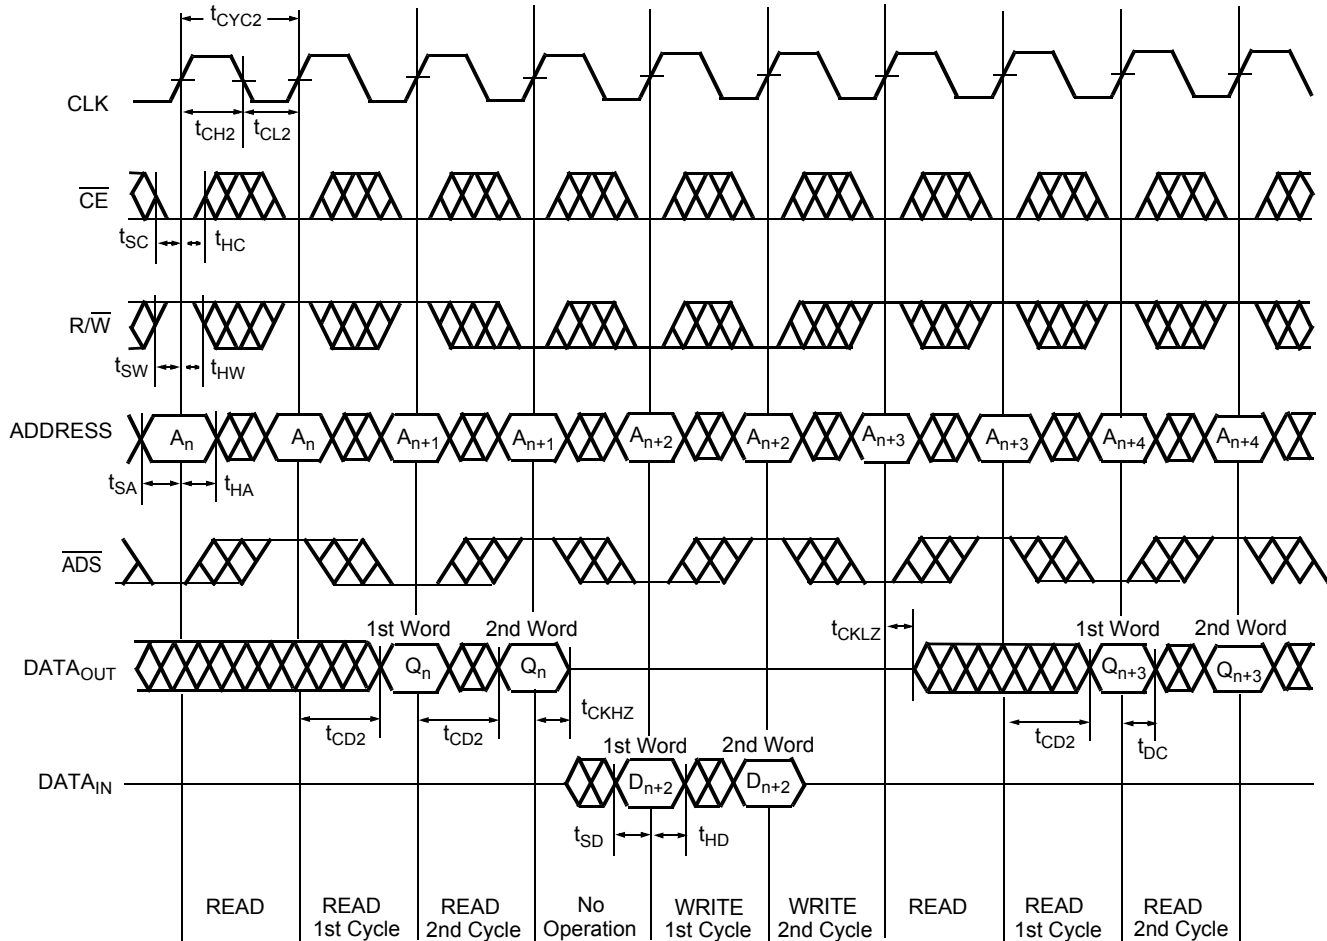 tCYC2
CLK
tCH2 tCL2
CE
tSC tHC
R/W
tSW tHW
ADDRESS An An An+1 An+1 An+2 An+2 An+3 An+3 An+4 An+4
tSA tHA
ADS
1st Word 2nd Word tCKLZ 1st Word 2nd Word
DATAOUT Qn Qn Qn+3 Qn+3
tCD2 tCD2 tCKHZ tCD2 tDC
1st Word 2nd Word
DATAIN Dn+2 Dn+2
tSD tHD
READ READ READ No WRITE WRITE READ READ READ
1st Cycle 2nd Cycle Operation 1st Cycle 2nd Cycle 1st Cycle 2nd Cycle